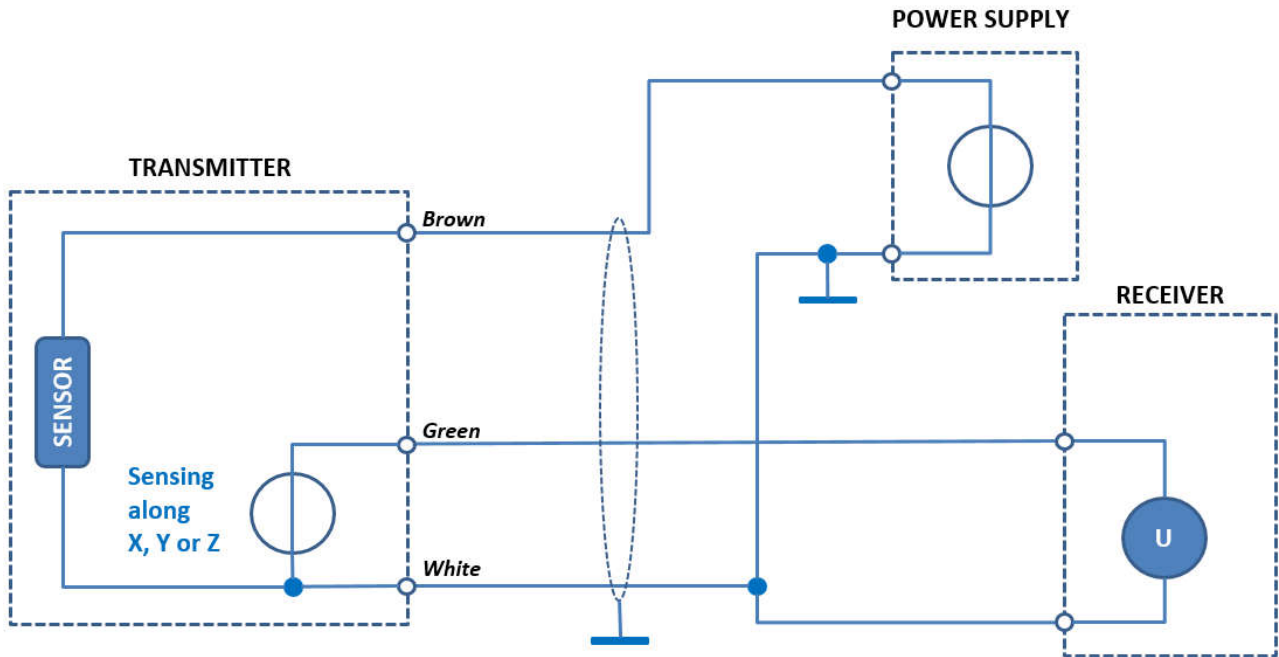 POWER SUPPLY
TRANSMITTER
Brown
RECEIVER
SENSOR
Green
Sensing
along
X, Y or Z
U
White